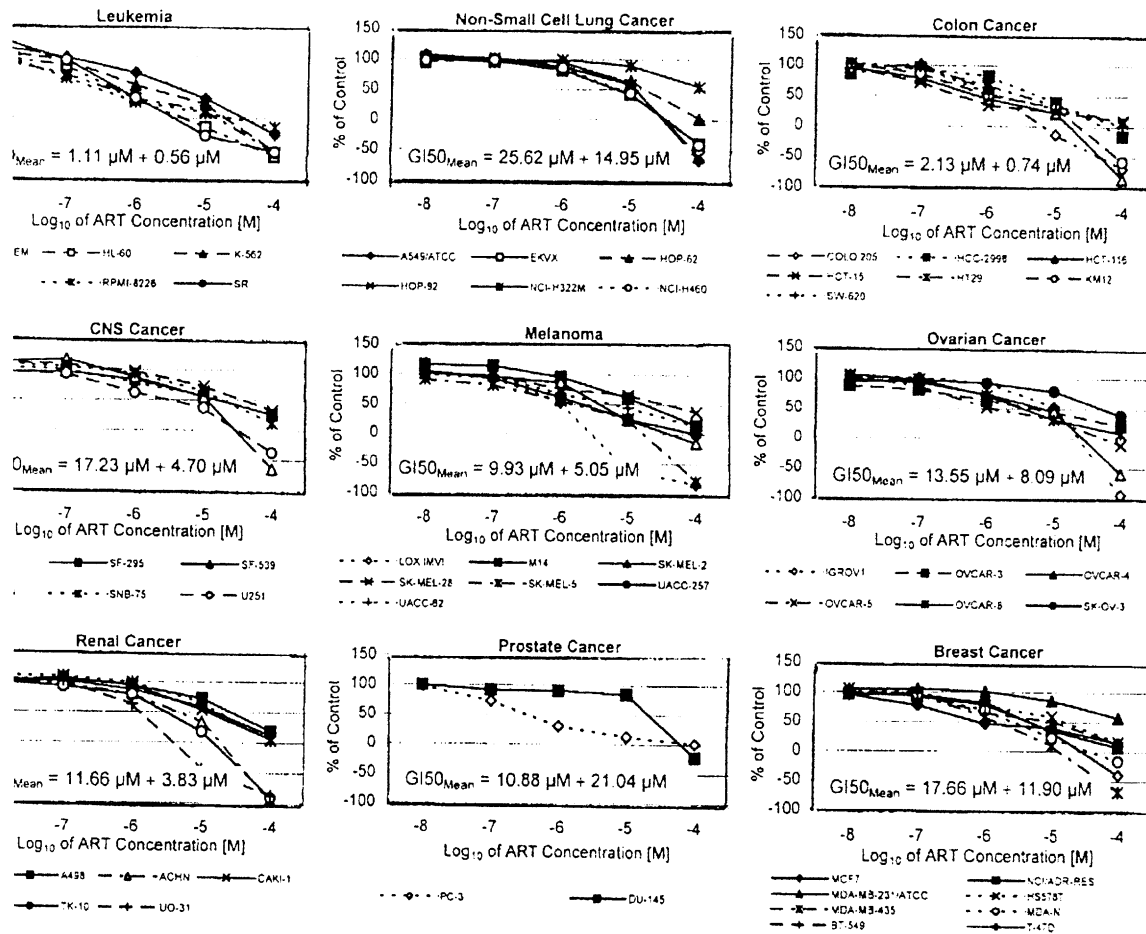 Leukemia
Mean = 1.11 µM + 0.56 µM
-7 -6 -5 -4
Log10 of ART Concentration [M]
EM HL-60 K-562
RPMI-8226 SR
Non-Small Cell Lung Cancer
% of Control
150
100
50
0
-50
-100
GI50Mean = 25.62 µM + 14.95 µM
-8 -7 -6 -5 -4
Log10 of ART Concentration [M]
A549/ATCC EKVX HOP-62
HOP-92 NCI-H322M NCI-H460
Colon Cancer
% of Control
150
100
50
0
-50
-100
GI50Mean = 2.13 µM + 0.74 µM
-8 -7 -6 -5 -4
Log10 of ART Concentration [M]
COLO 205 HCC-2998 HCT-116
HCT-15 HT29 KM12
SW-620
CNS Cancer
0Mean = 17.23 µM + 4.70 µM
-7 -6 -5 -4
Log10 of ART Concentration [M]
SF-295 SF-539
SNB-75 U251
Melanoma
% of Control
150
100
50
0
-50
-100
GI50Mean = 9.93 µM + 5.05 µM
-8 -7 -6 -5 -4
Log10 of ART Concentration [M]
LOX IMVI M14 SK-MEL-2
SK-MEL-28 SK-MEL-5 UACC-257
UACC-62
Ovarian Cancer
% of Control
150
100
50
0
-50
-100
GI50Mean = 13.55 µM + 8.09 µM
-8 -7 -6 -5 -4
Log10 of ART Concentration [M]
IGROV1 OVCAR-3 OVCAR-4
OVCAR-5 OVCAR-8 SK-OV-3
Renal Cancer
Mean = 11.66 µM + 3.83 µM
-7 -6 -5 -4
Log10 of ART Concentration [M]
A498 ACHN CAKI-1
TK-10 UO-31
Prostate Cancer
% of Control
150
100
50
0
-50
-100
GI50Mean = 10.88 µM + 21.04 µM
-8 -7 -6 -5 -4
Log10 of ART Concentration [M]
PC-3 DU-145
Breast Cancer
% of Control
150
100
50
0
-50
-100
GI50Mean = 17.66 µM + 11.90 µM
-8 -7 -6 -5 -4
Log10 of ART Concentration [M]
MCF7 NCI/ADR-RES
MDA-MB-231/ATCC HS578T
MDA-MB-435 MDA-N
BT-549 T-47D